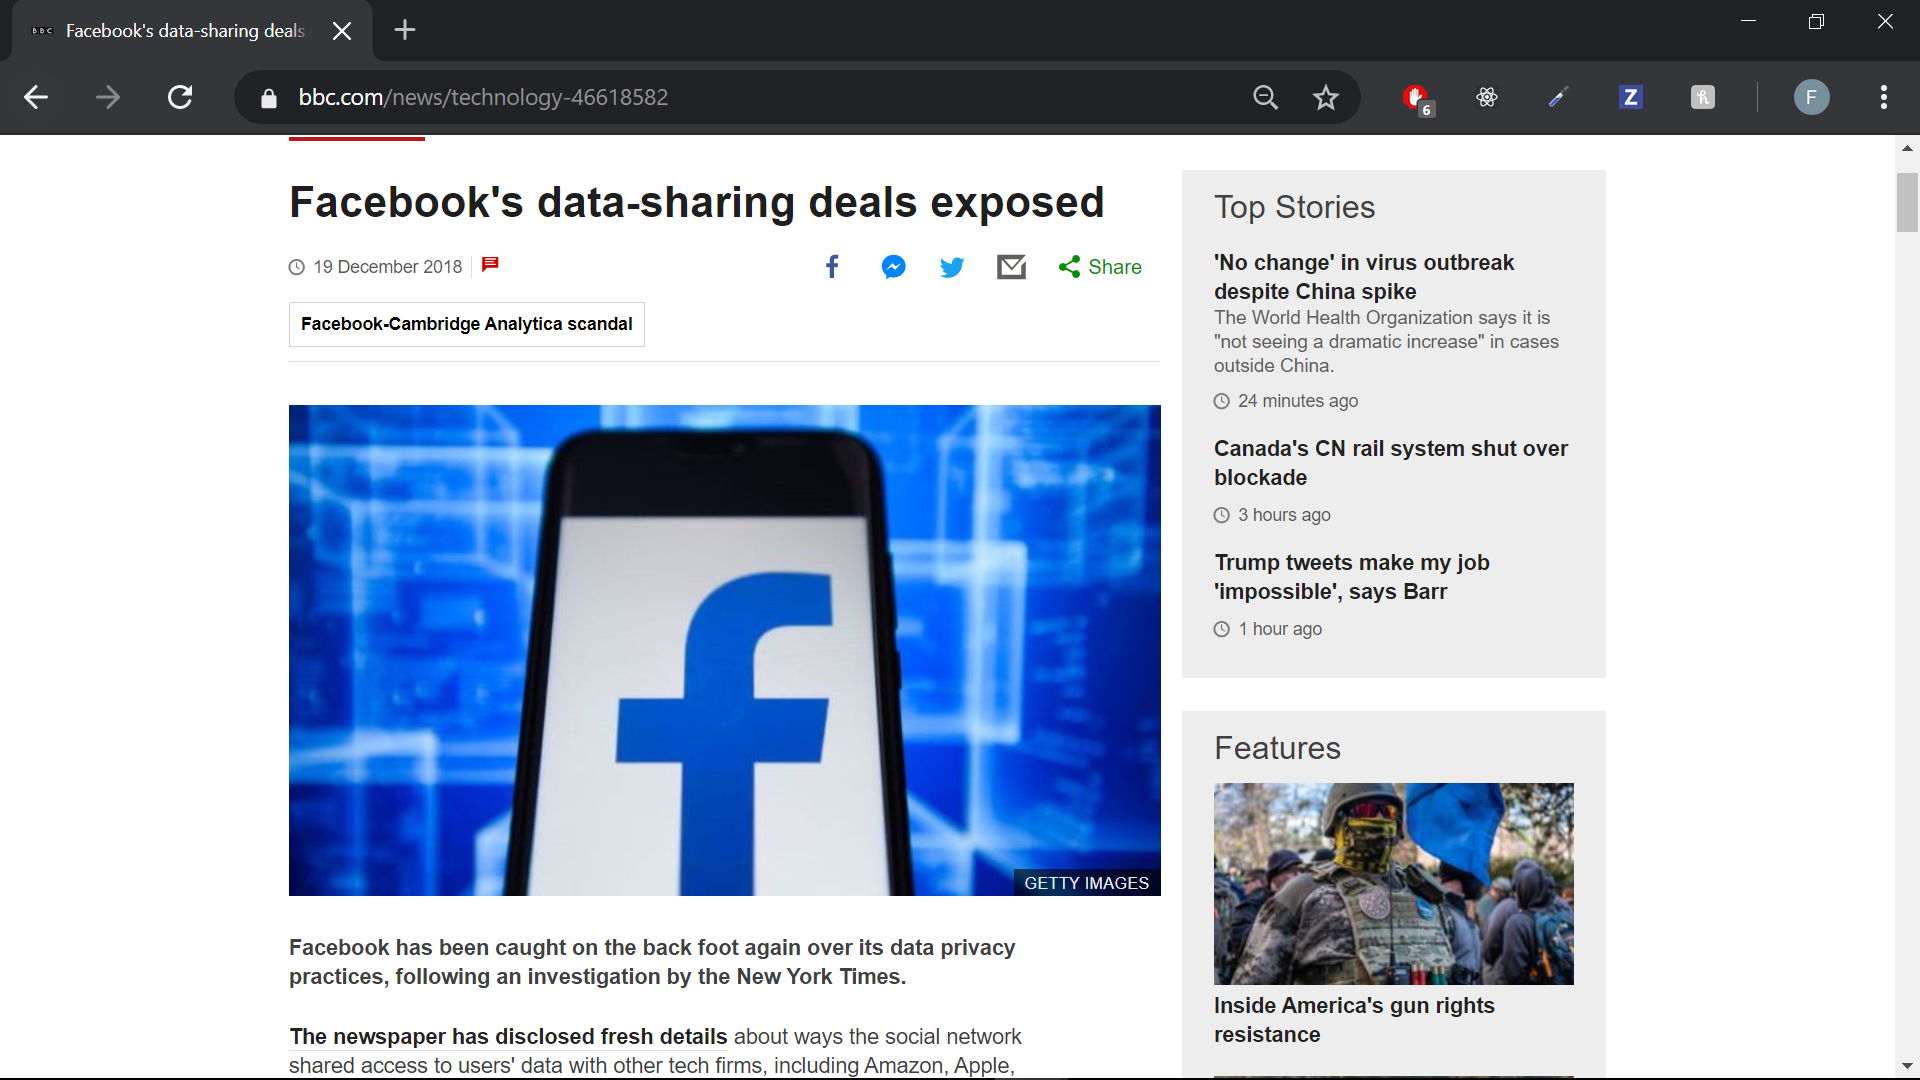 BBC Facebook's data-sharing deals
bbc.com/news/technology-46618582
6
Z
h
F
Facebook's data-sharing deals exposed
19 December 2018
Share
Facebook-Cambridge Analytica scandal
GETTY IMAGES
Facebook has been caught on the back foot again over its data privacy
practices, following an investigation by the New York Times.
The newspaper has disclosed fresh details about ways the social network
shared access to users' data with other tech firms, including Amazon, Apple,
Top Stories
'No change' in virus outbreak
despite China spike
The World Health Organization says it is
"not seeing a dramatic increase" in cases
outside China.
24 minutes ago
Canada's CN rail system shut over
blockade
3 hours ago
Trump tweets make my job
'impossible', says Barr
1 hour ago
Features
Inside America's gun rights
resistance